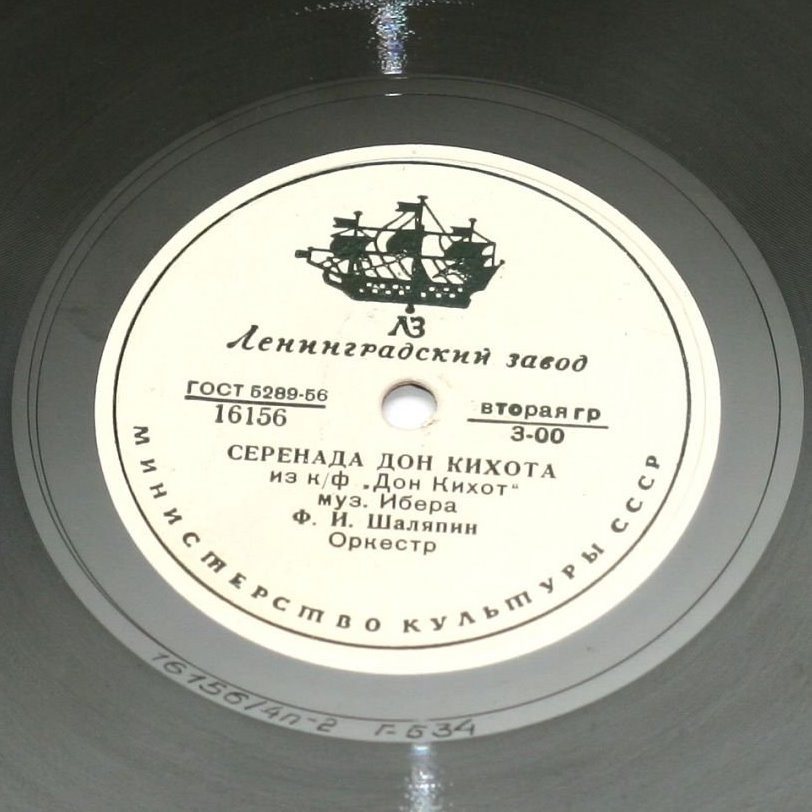 ЛЗ
Ленинградский завод
ГОСТ 5289-56
16156
вторая гр
3-00
СЕРЕНАДА ДОН КИХОТА
из к/ф „Дон Кихот“
муз. Ибера
Ф. И. Шаляпин
Оркестр
МИНИСТЕРСТВО КУЛЬТУРЫ СССР
16156/4п-2 Г-534